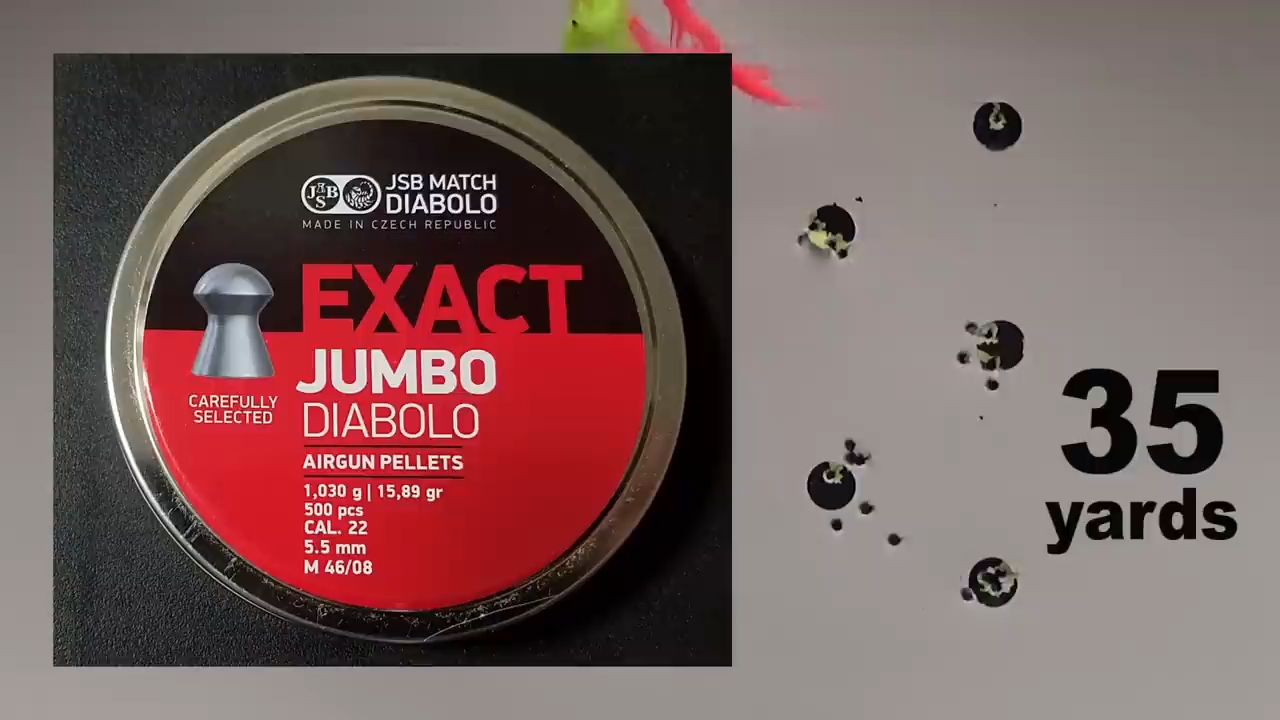 JSB
JSB MATCH
DIABOLO
MADE IN CZECH REPUBLIC
EXACT
JUMBO
DIABOLO
CAREFULLY
SELECTED
AIRGUN PELLETS
1,030 g | 15,89 gr
500 pcs
CAL. 22
5.5 mm
M 46/08
35
yards